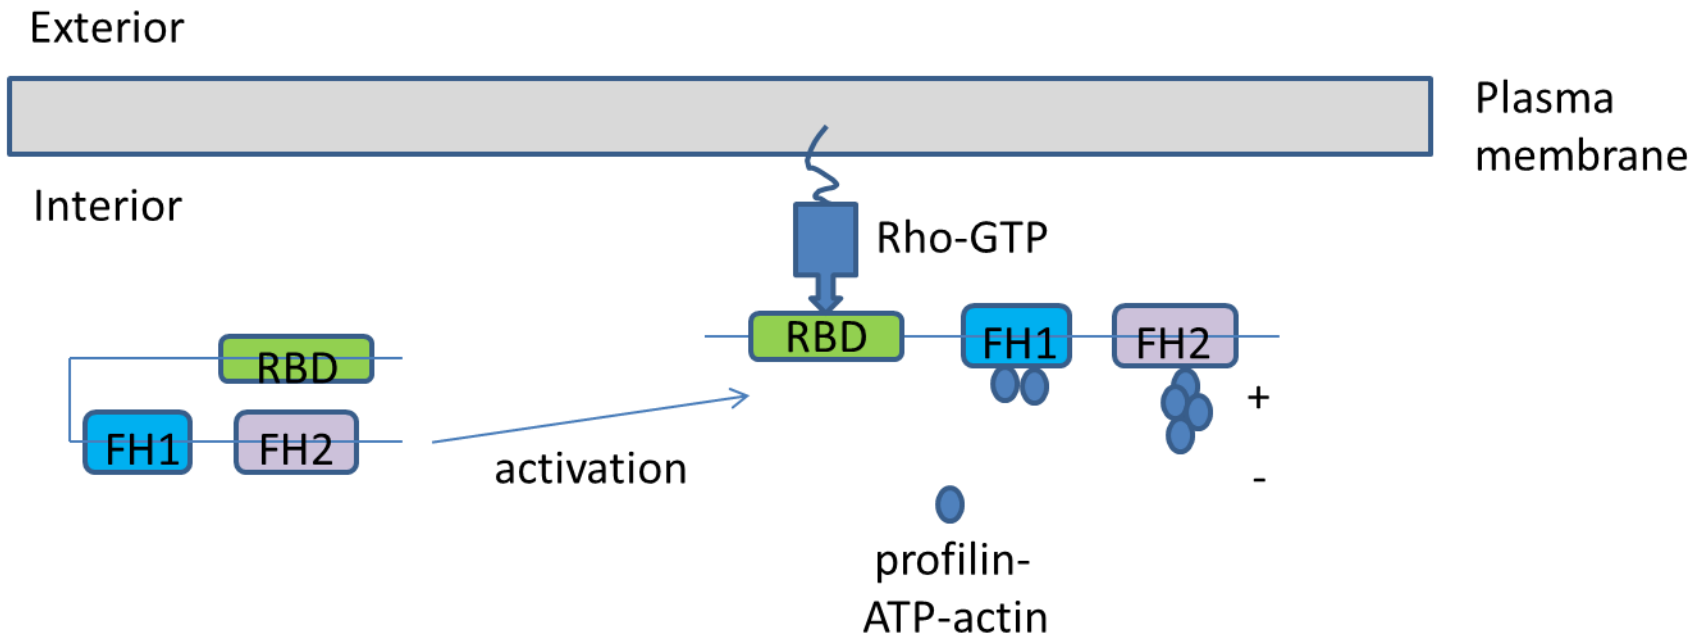 Exterior
Plasma
membrane
Interior
Rho-GTP
RBD
FH1
FH2
RBD
FH1
FH2
+
-
activation
profilin-
ATP-actin